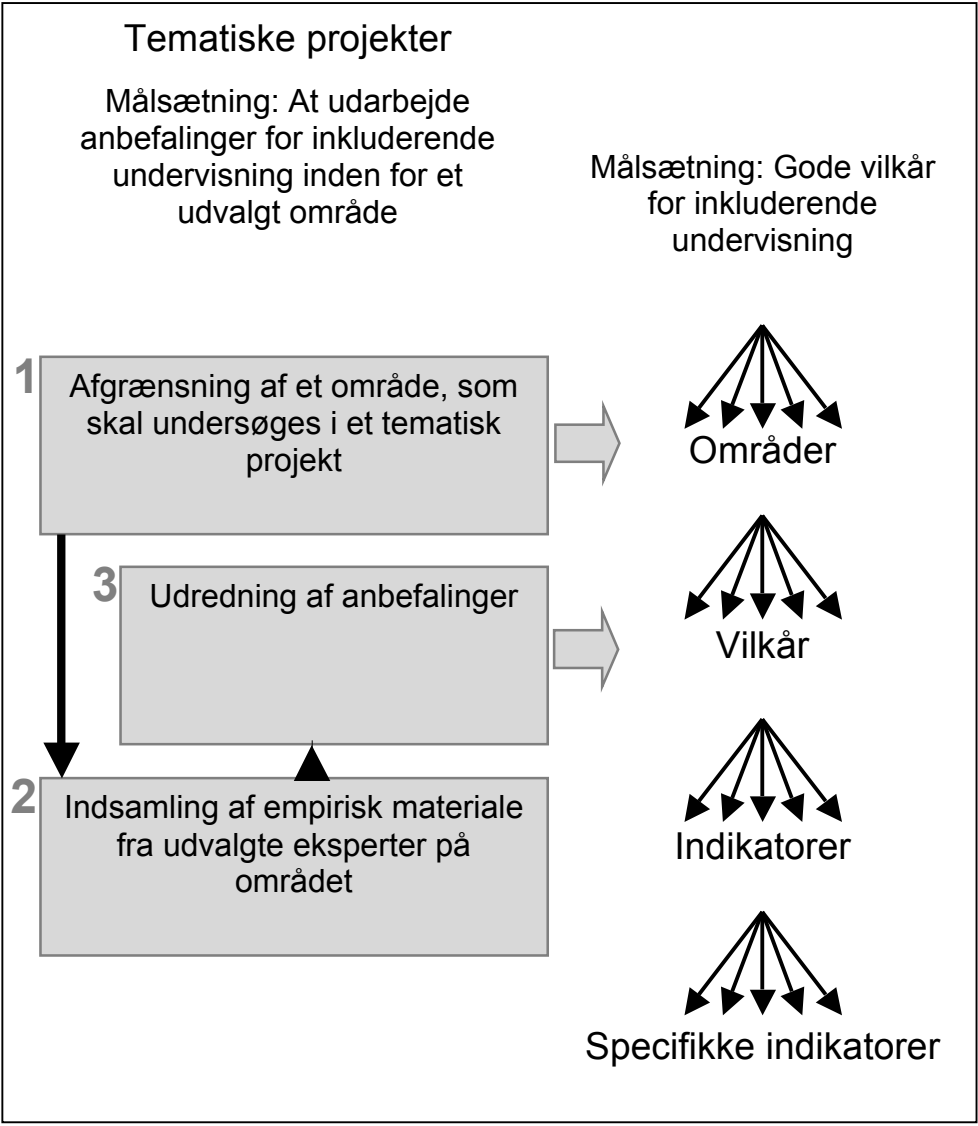 Tematiske projekter
Målsætning: At udarbejde
anbefalinger for inkluderende
undervisning inden for et
udvalgt område
Målsætning: Gode vilkår
for inkluderende
undervisning
1
Afgrænsning af et område, som
skal undersøges i et tematisk
projekt
Områder
3
Udredning af anbefalinger
Vilkår
2
Indsamling af empirisk materiale
fra udvalgte eksperter på
området
Indikatorer
Specifikke indikatorer